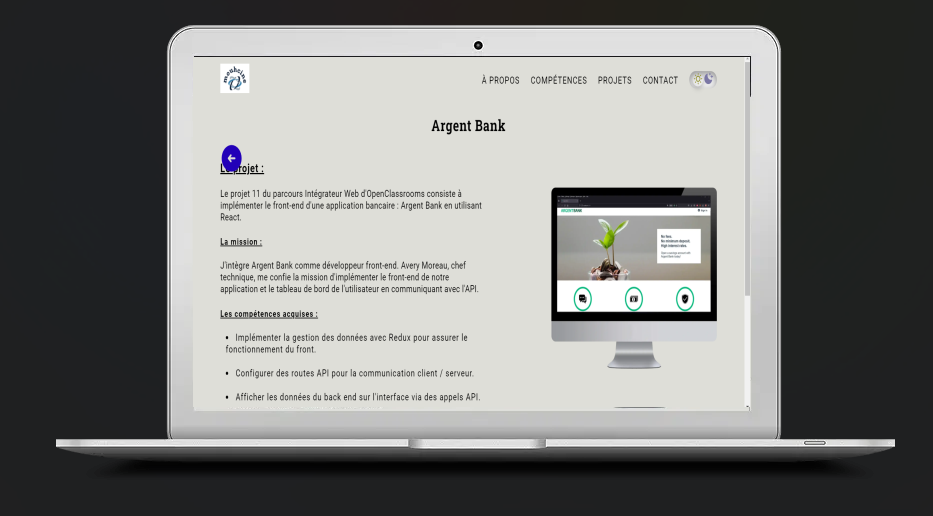 mouhcine
À PROPOS COMPÉTENCES PROJETS CONTACT
Argent Bank
projet :
Le projet 11 du parcours Intégrateur Web d'OpenClassrooms consiste à
implémenter le front-end d'une application bancaire : Argent Bank en utilisant
React.
La mission :
J'intègre Argent Bank comme développeur front-end. Avery Moreau, chef
technique, me confie la mission d'implémenter le front-end de notre
application et le tableau de bord de l'utilisateur en communiquant avec l'API.
Les compétences acquises :
• Implémenter la gestion des données avec Redux pour assurer le
fonctionnement du front.
• Configurer des routes API pour la communication client / serveur.
• Afficher les données du back end sur l'interface via des appels API.
ARGENTBANK
No fees.
No minimum deposit.
High interest rates.